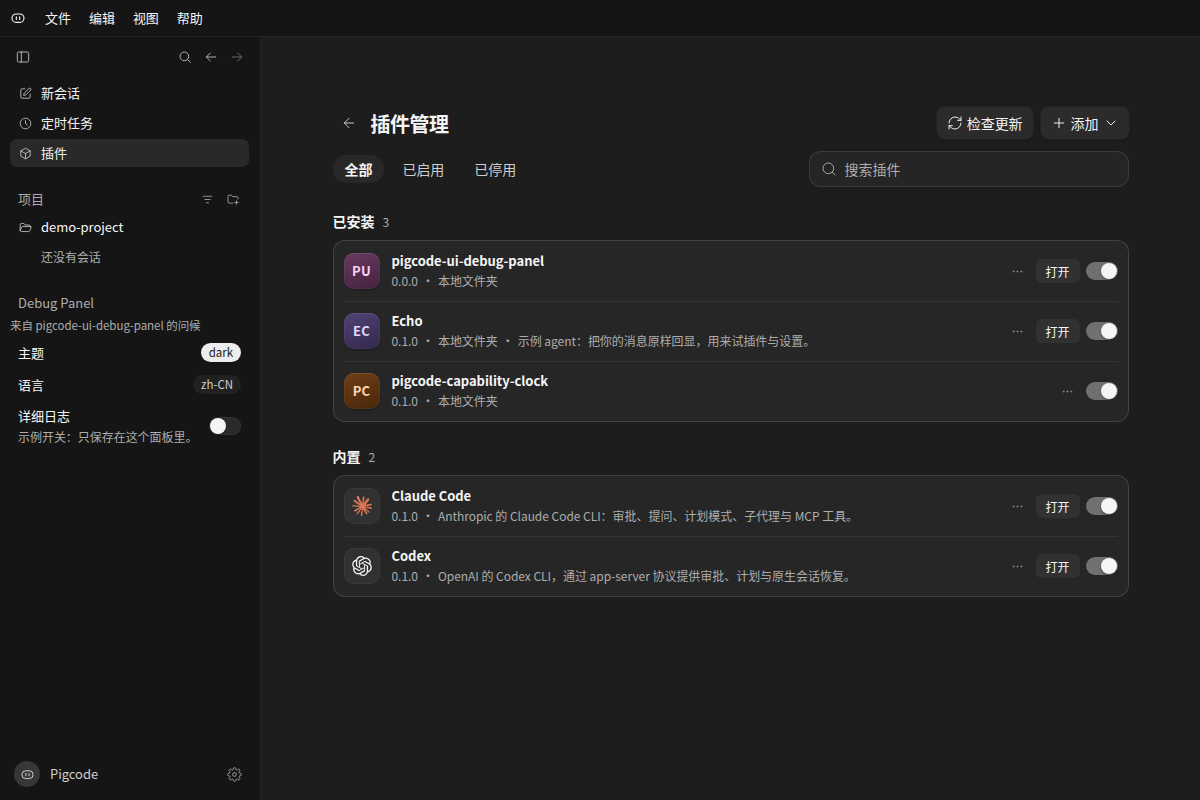 文件 编辑 视图 帮助
新会话
定时任务
插件
项目
demo-project
还没有会话
Debug Panel
来自 pigcode-ui-debug-panel 的问候
主题 dark
语言 zh-CN
详细日志
示例开关：只保存在这个面板里。
Pigcode
插件管理
检查更新
添加
全部 已启用 已停用
搜索插件
已安装 3
PU
pigcode-ui-debug-panel
0.0.0 · 本地文件夹
打开
EC
Echo
0.1.0 · 本地文件夹 · 示例 agent：把你的消息原样回显，用来试插件与设置。
打开
PC
pigcode-capability-clock
0.1.0 · 本地文件夹
内置 2
Claude Code
0.1.0 · Anthropic 的 Claude Code CLI：审批、提问、计划模式、子代理与 MCP 工具。
打开
Codex
0.1.0 · OpenAI 的 Codex CLI，通过 app-server 协议提供审批、计划与原生会话恢复。
打开